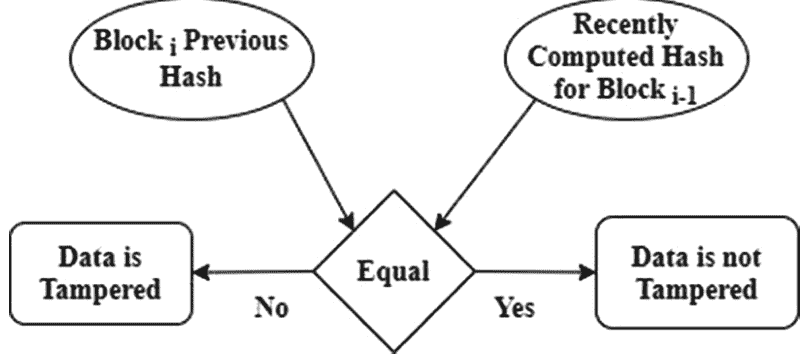 Block i Previous
Hash
Recently
Computed Hash
for Block i-1
Data is
Tampered
No
Equal
Yes
Data is not
Tampered